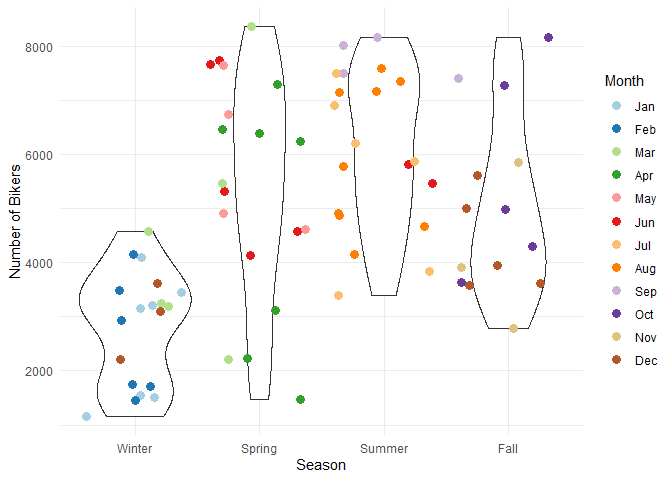 Number of Bikers
8000
6000
4000
2000
Winter
Spring
Summer
Fall
Season
Month
Jan
Feb
Mar
Apr
May
Jun
Jul
Aug
Sep
Oct
Nov
Dec